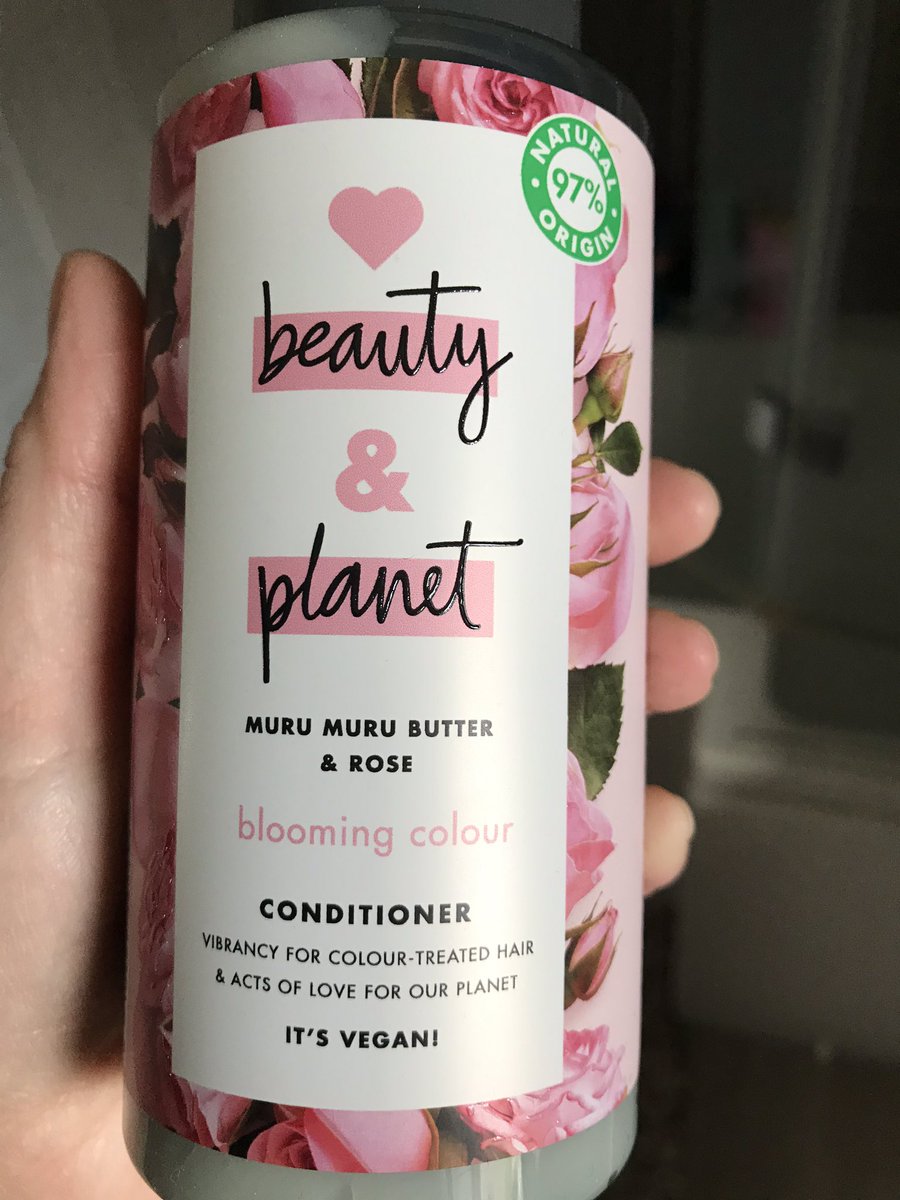 NATURAL
97%
ORIGIN
beauty
&
planet
MURU MURU BUTTER
& ROSE
blooming colour
CONDITIONER
VIBRANCY FOR COLOUR-TREATED HAIR
& ACTS OF LOVE FOR OUR PLANET
IT'S VEGAN!